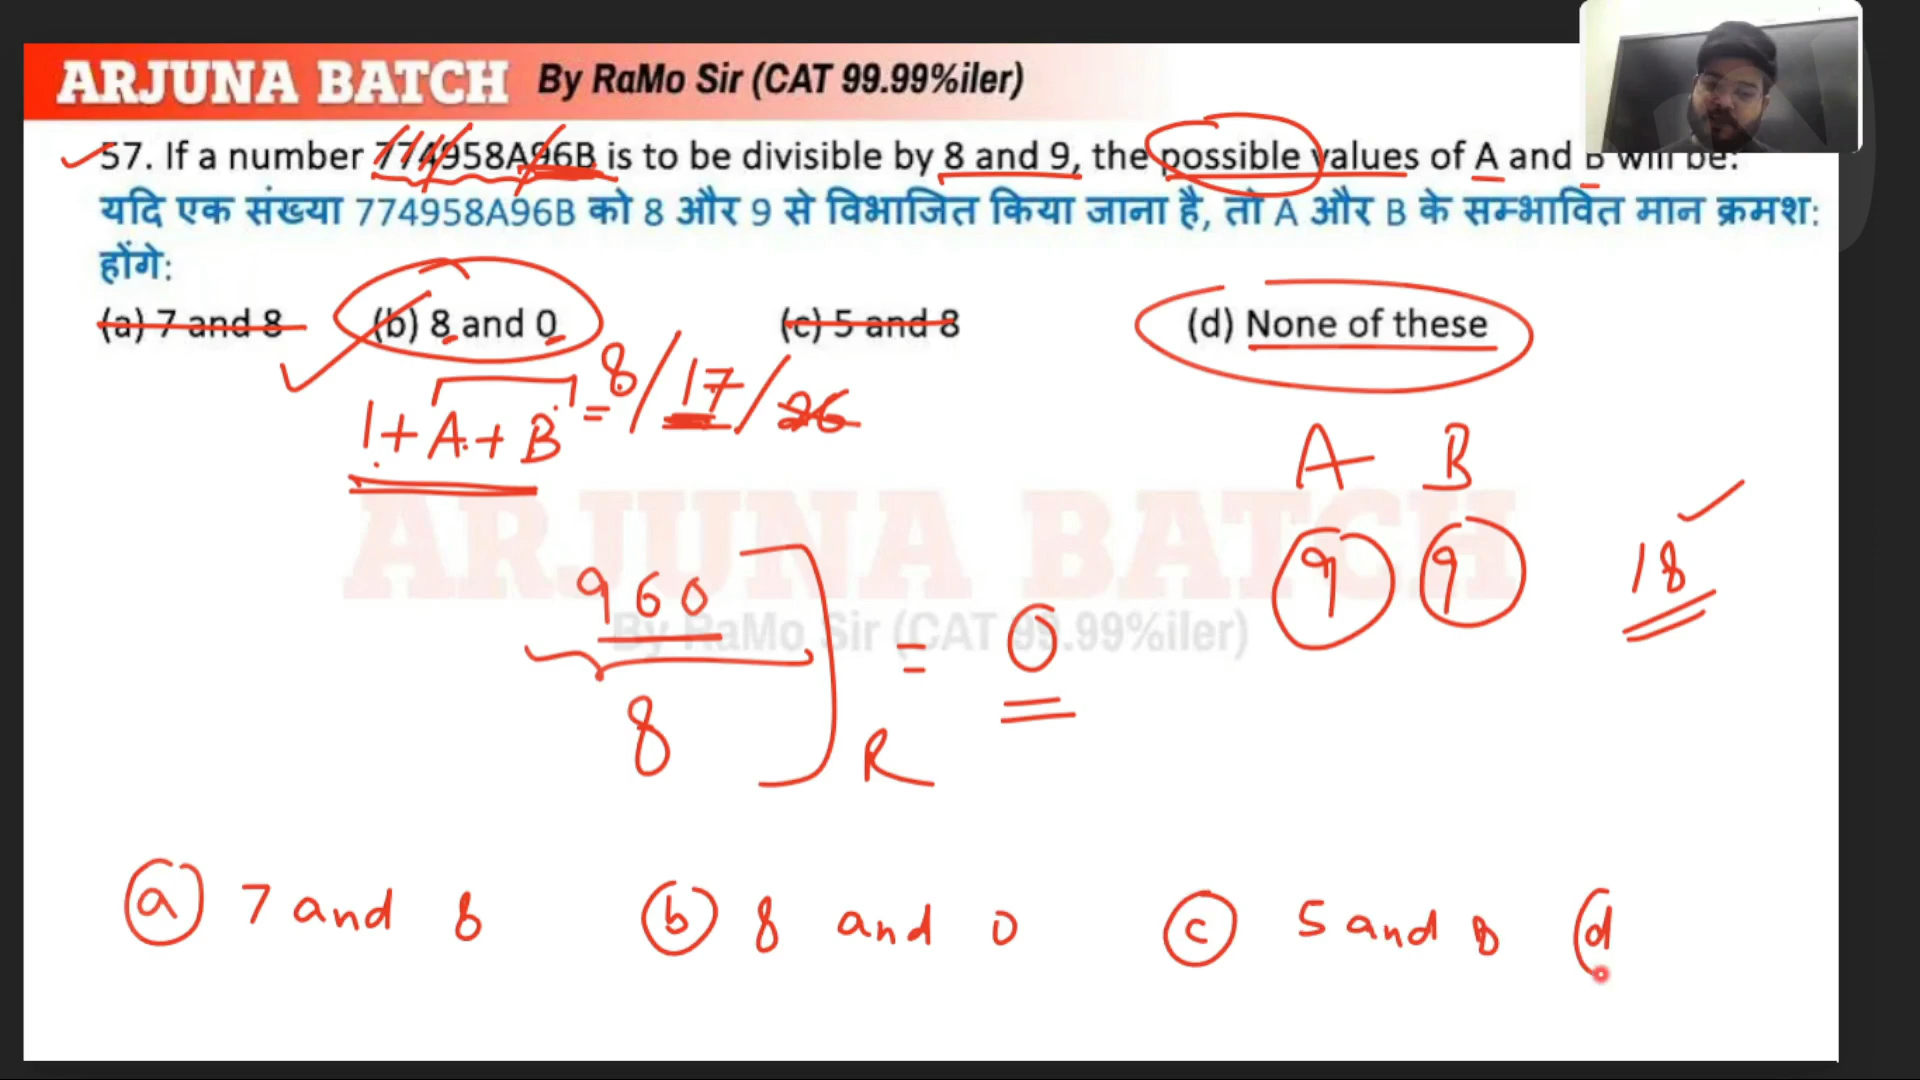 ARJUNA BATCH By RaMo Sir (CAT 99.99%iler)
57. If a number 774958A96B is to be divisible by 8 and 9, the possible values of A and B will be:
यदि एक संख्या 774958A96B को 8 और 9 से विभाजित किया जाना है, तो A और B के सम्भावित मान क्रमश:
होंगे:
(a) 7 and 8 (b) 8 and 0 (c) 5 and 8 (d) None of these
1+A+B = 8/17/26
A B
9 9 18
ARJUNA BATCH
By RaMo Sir (CAT 99.99%iler)
960
8
R
= 0
(a) 7 and 8 (b) 8 and 0 (c) 5 and 8 (d